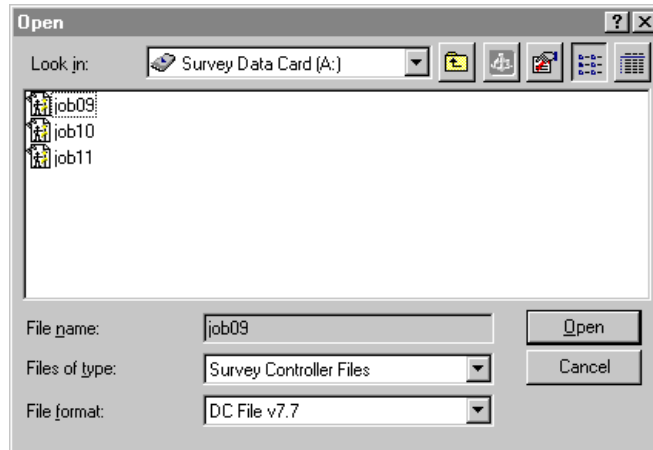 Open
Look in: Survey Data Card (A:)
job09
job10
job11
File name: job09 Open
Files of type: Survey Controller Files Cancel
File format: DC File v7.7